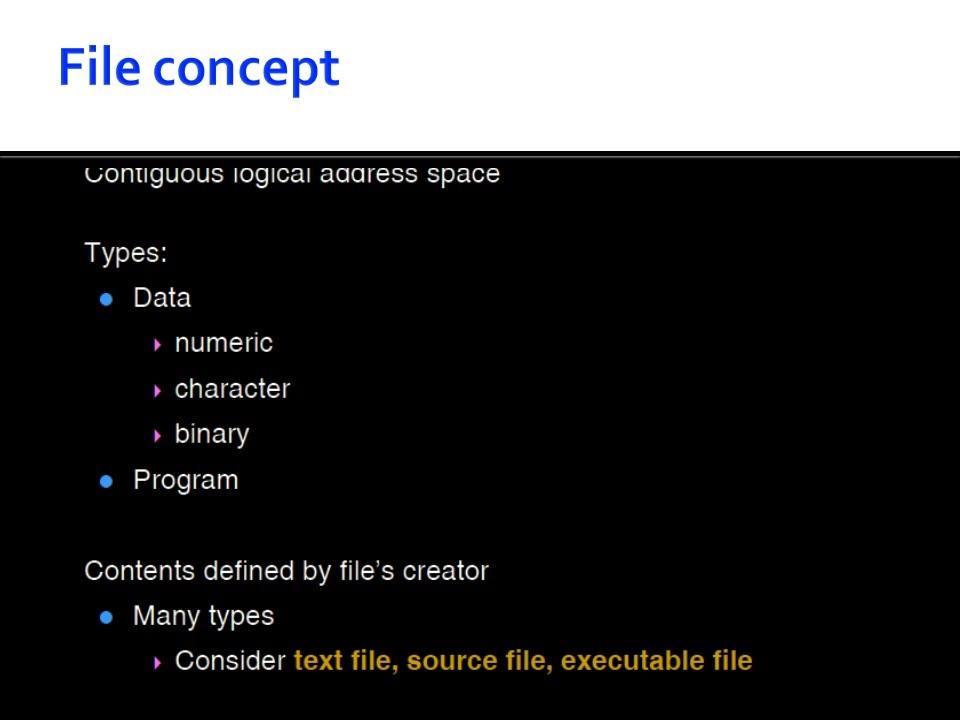 File concept
Contiguous logical address space
Types:
Data
numeric
character
binary
Program
Contents defined by file's creator
Many types
Consider text file, source file, executable file